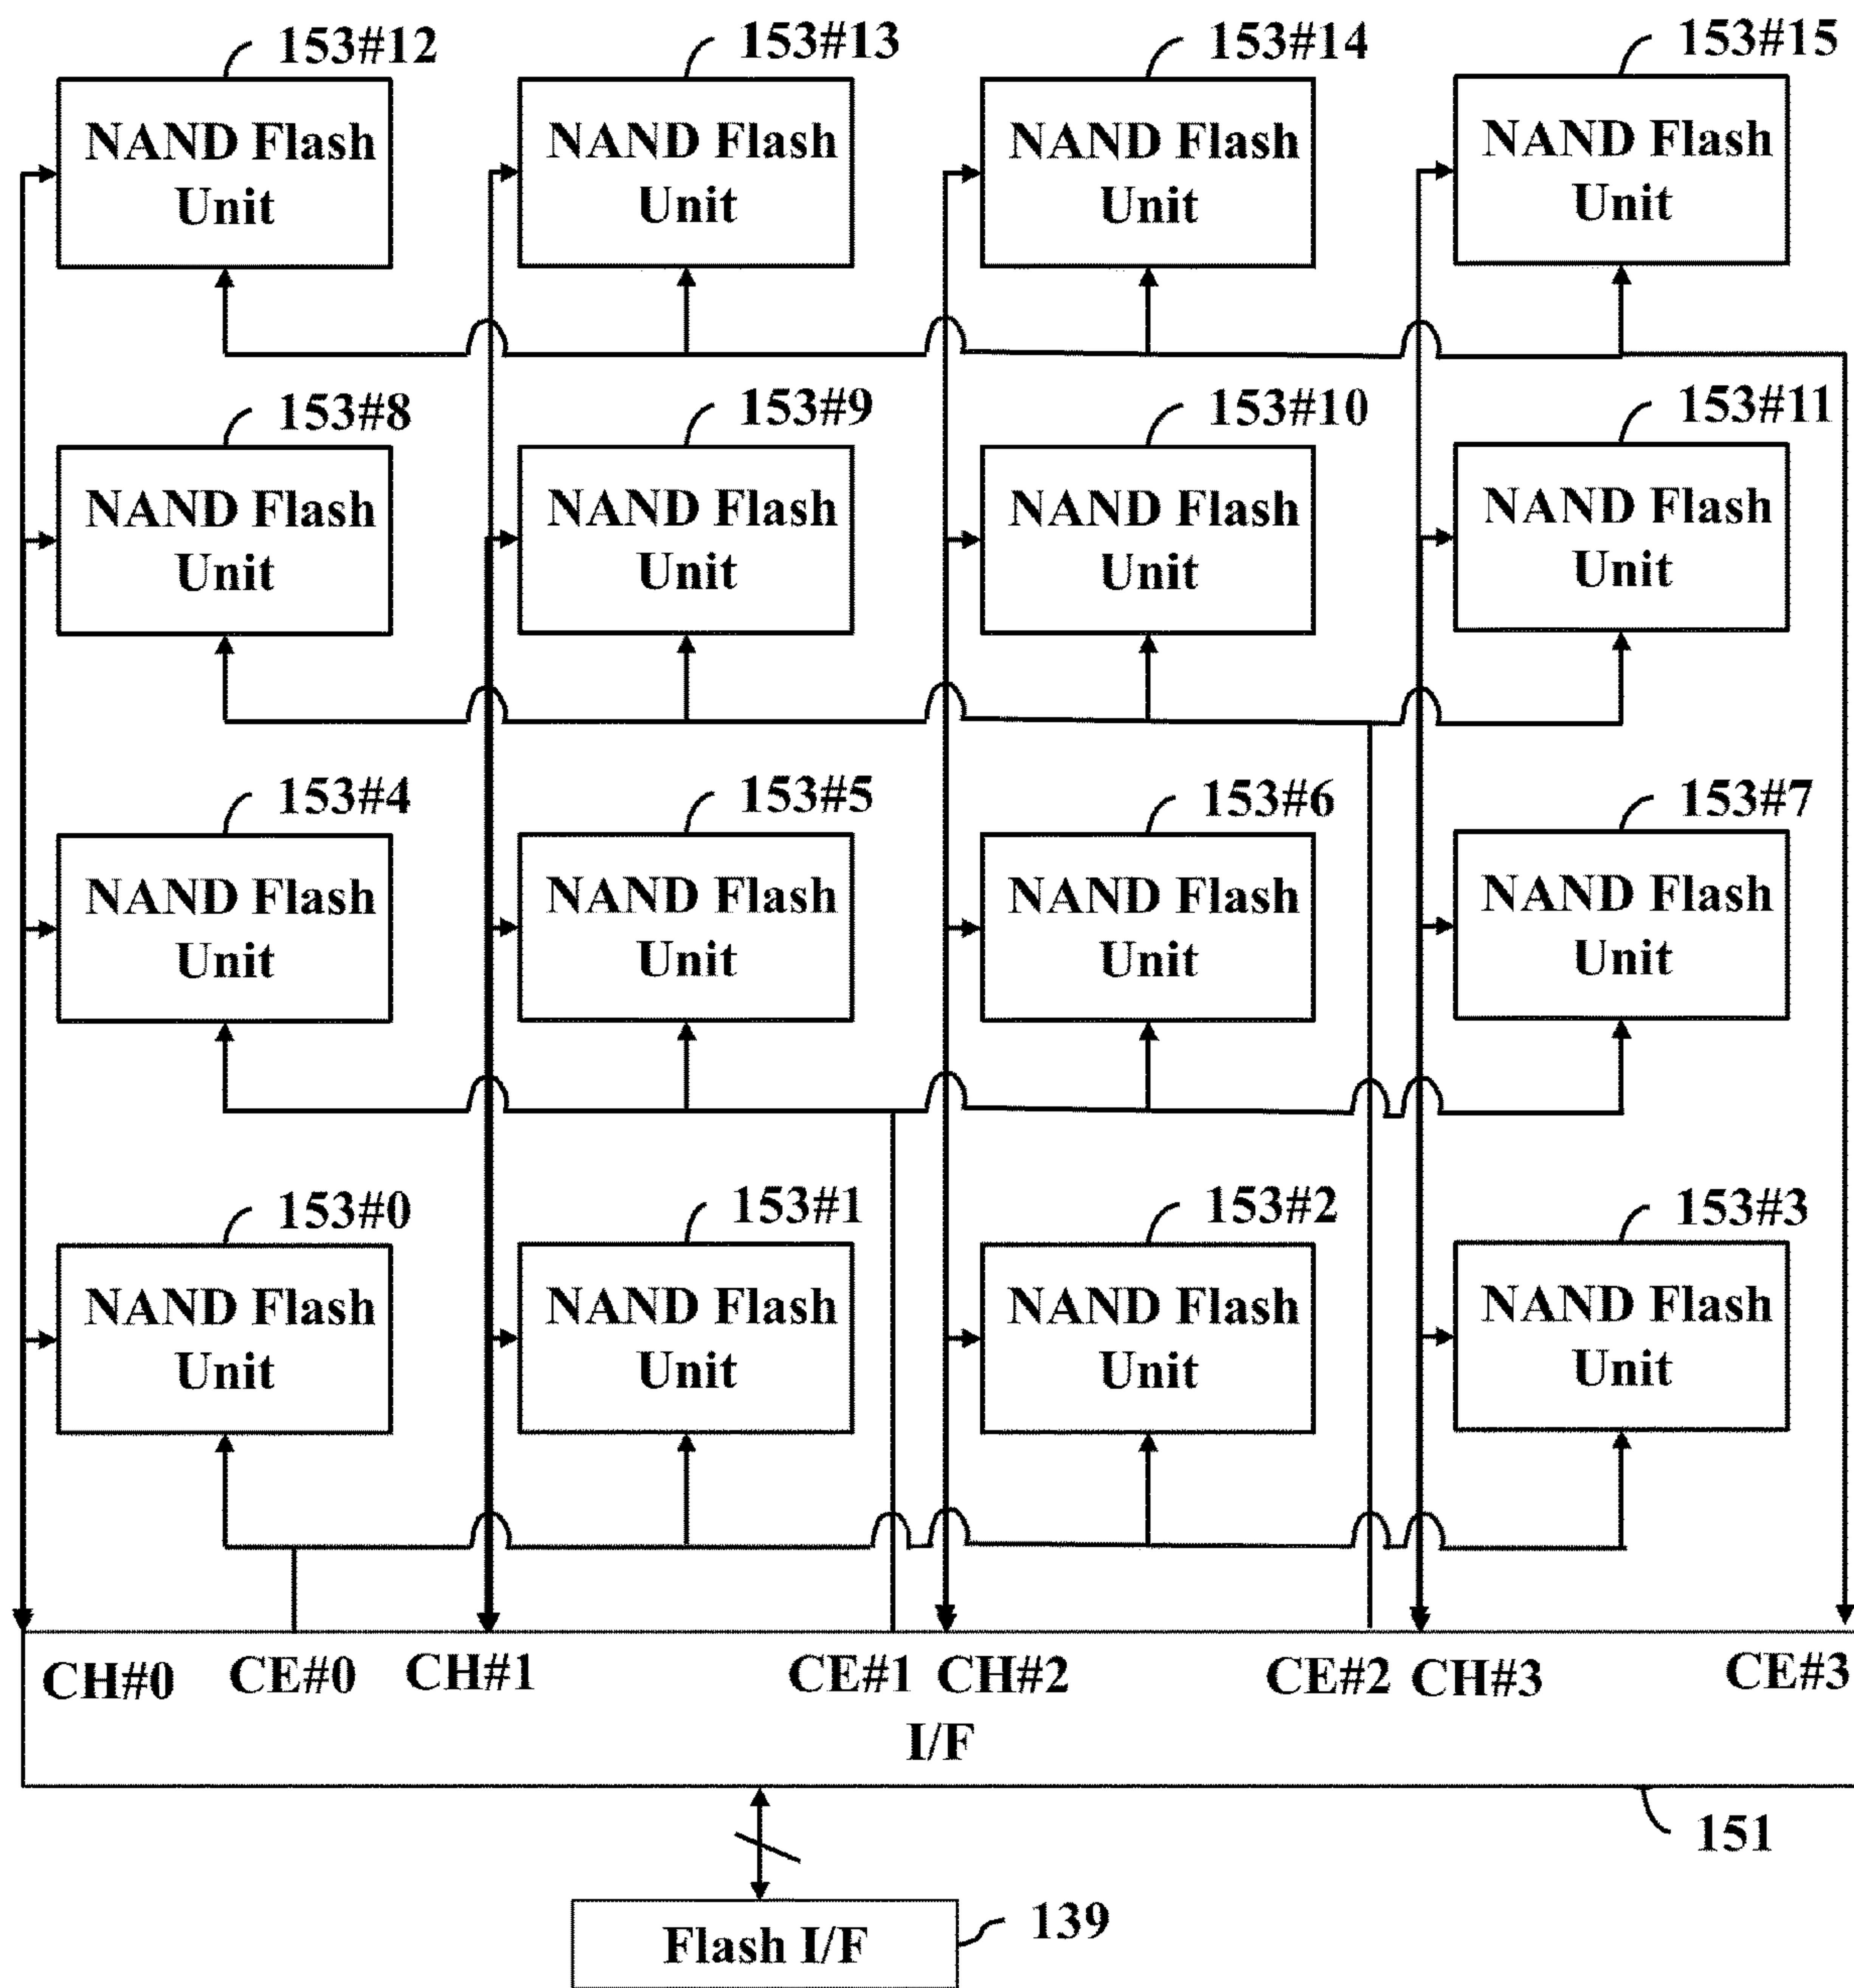 153#12 153#13 153#14 153#15
NAND Flash NAND Flash NAND Flash NAND Flash
Unit Unit Unit Unit
153#8 153#9 153#10 153#11
NAND Flash NAND Flash NAND Flash NAND Flash
Unit Unit Unit Unit
153#4 153#5 153#6 153#7
NAND Flash NAND Flash NAND Flash NAND Flash
Unit Unit Unit Unit
153#0 153#1 153#2 153#3
NAND Flash NAND Flash NAND Flash NAND Flash
Unit Unit Unit Unit
CH#0 CE#0 CH#1 CE#1 CH#2 CE#2 CH#3 CE#3
I/F
151
Flash I/F 139